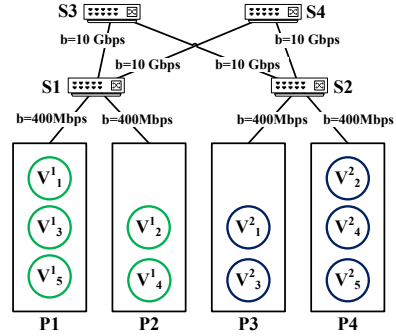 S3 S4
b=10 Gbps b=10 Gbps
b=10 Gbps b=10 Gbps
S1 S2
b=400Mbps b=400Mbps b=400Mbps b=400Mbps
V¹₁ V²₂
V¹₃ V¹₂ V²₁ V²₄
V¹₅ V¹₄ V²₃ V²₅
P1 P2 P3 P4